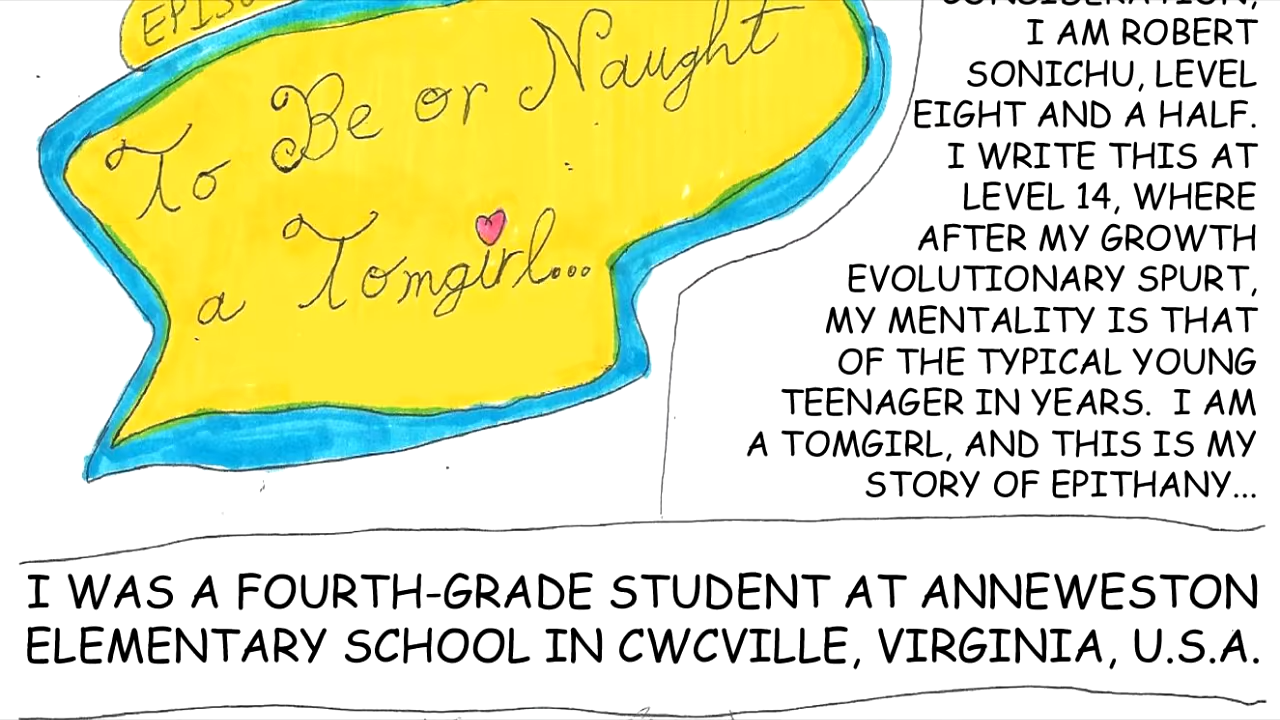 EPISO
To Be or Naught
a Tomgirl...
CONSIDERATION,
I AM ROBERT
SONICHU, LEVEL
EIGHT AND A HALF.
I WRITE THIS AT
LEVEL 14, WHERE
AFTER MY GROWTH
EVOLUTIONARY SPURT,
MY MENTALITY IS THAT
OF THE TYPICAL YOUNG
TEENAGER IN YEARS. I AM
A TOMGIRL, AND THIS IS MY
STORY OF EPITHANY...
I WAS A FOURTH-GRADE STUDENT AT ANNEWESTON
ELEMENTARY SCHOOL IN CWCVILLE, VIRGINIA, U.S.A.